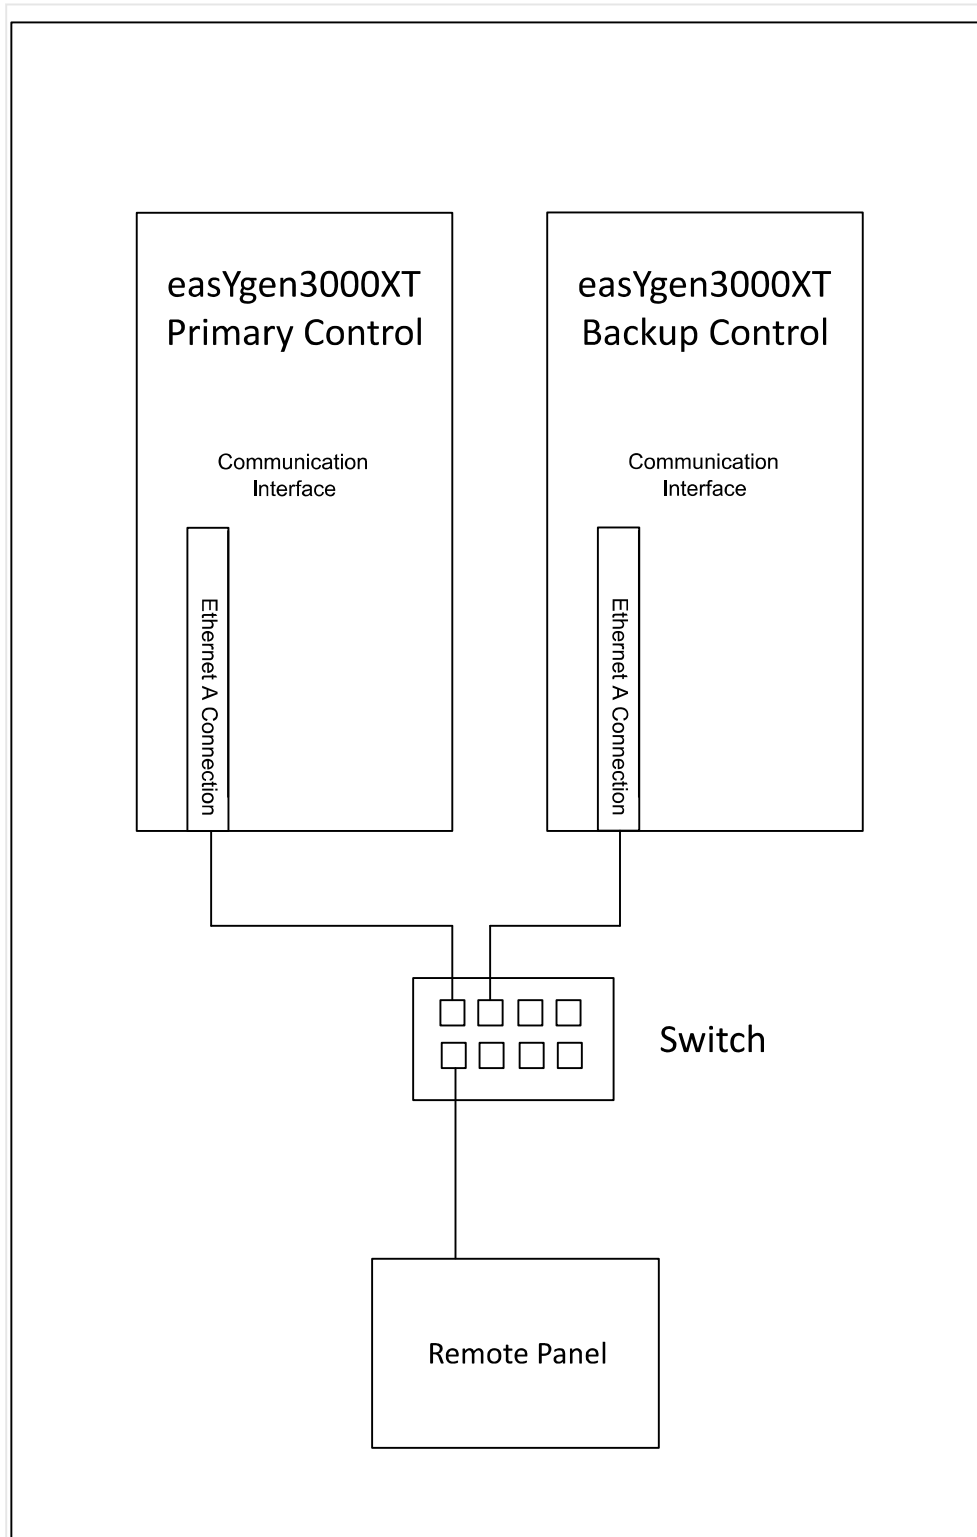 easYgen3000XT
Primary Control
Communication
Interface
Ethernet A Connection
easYgen3000XT
Backup Control
Communication
Interface
Ethernet A Connection
Switch
Remote Panel